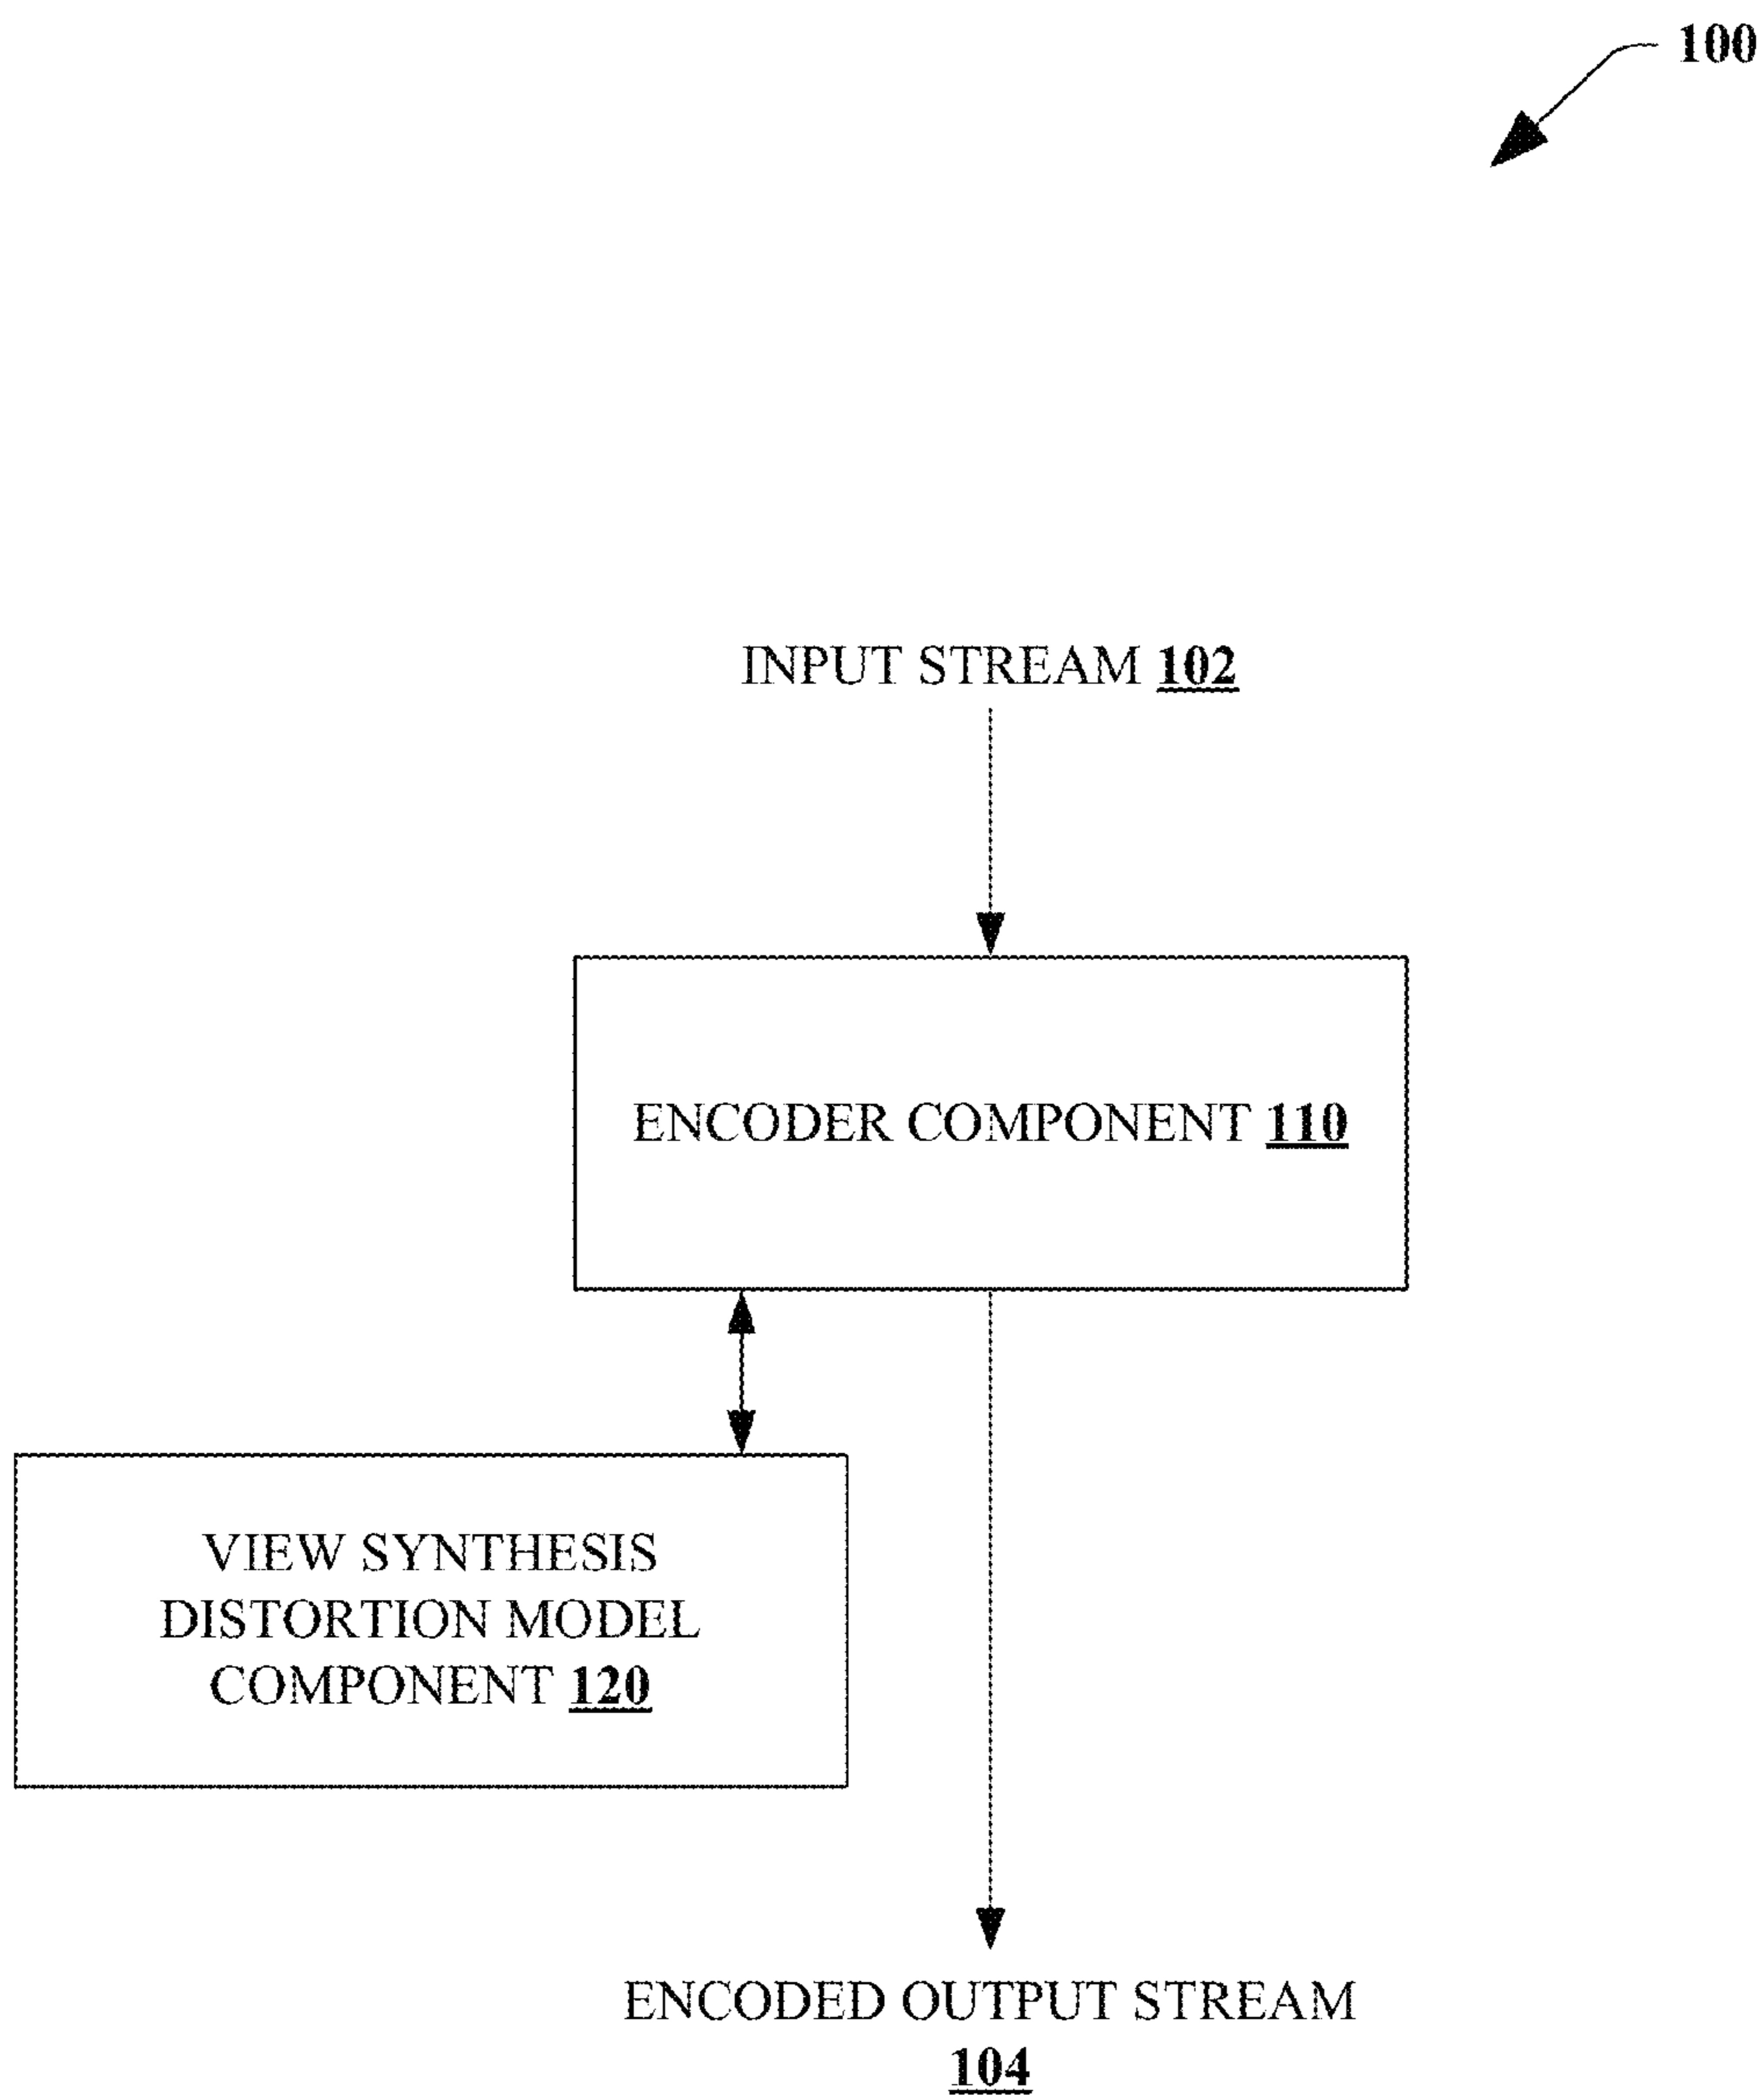 100
INPUT STREAM 102
ENCODER COMPONENT 110
VIEW SYNTHESIS
DISTORTION MODEL
COMPONENT 120
ENCODED OUTPUT STREAM
104